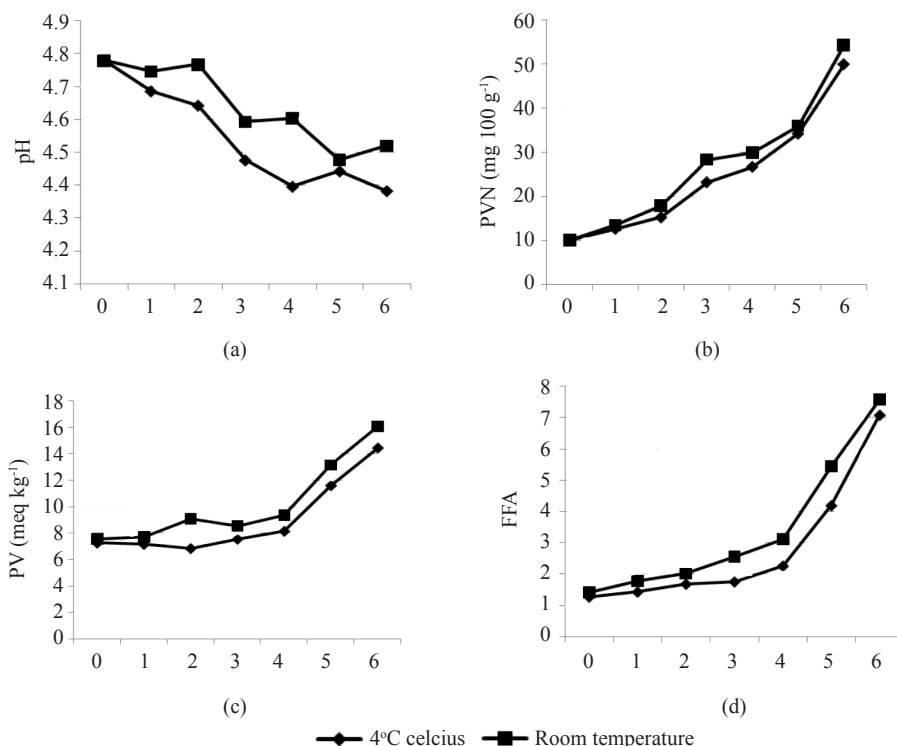 4.9
4.8
4.7
4.6
4.5
4.4
4.3
4.2
4.1
pH
0 1 2 3 4 5 6
(a)
60
50
40
30
20
10
0
PVN (mg 100 g⁻¹)
0 1 2 3 4 5 6
(b)
18
16
14
12
10
8
6
4
2
0
PV (meq kg⁻¹)
0 1 2 3 4 5 6
(c)
8
7
6
5
4
3
2
1
0
FFA
0 1 2 3 4 5 6
(d)
4°C celcius Room temperature